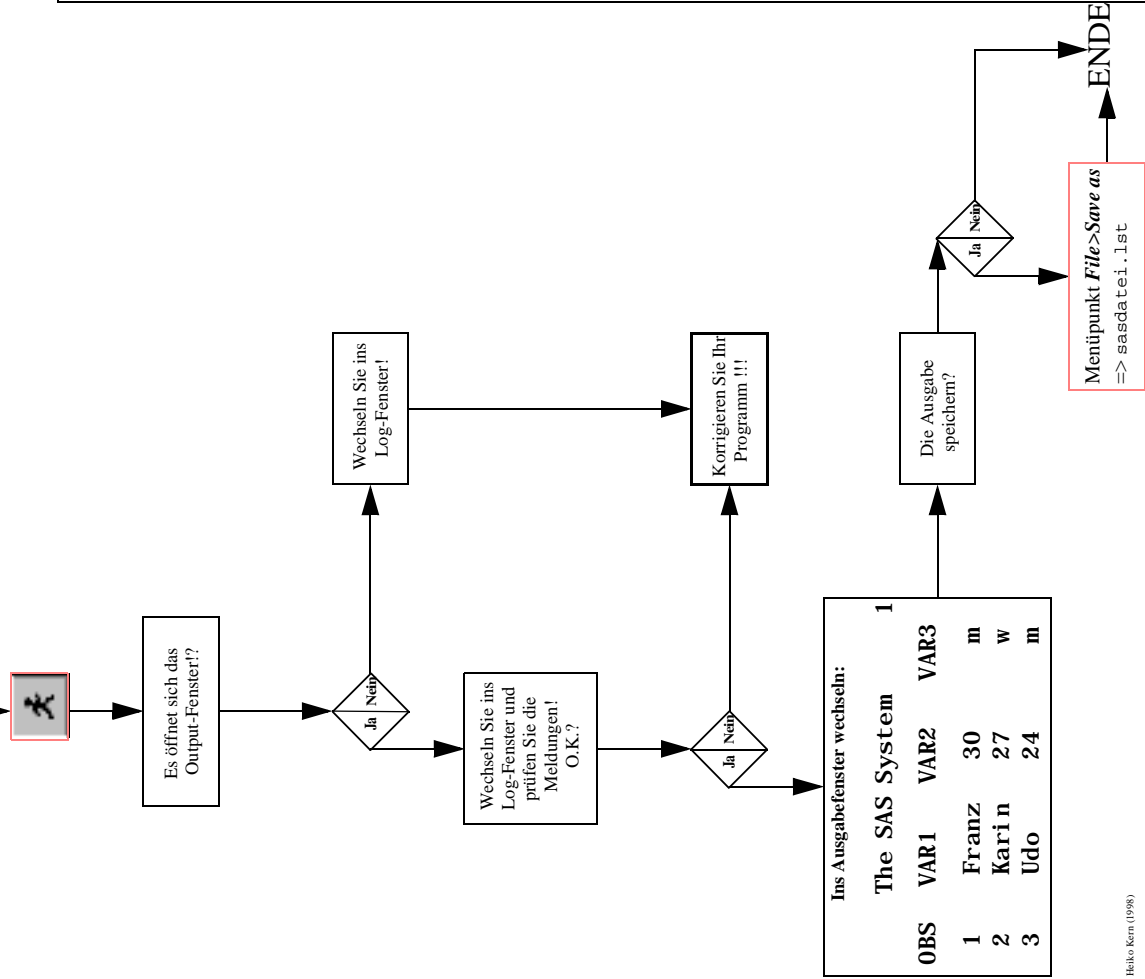 Es öffnet sich das
Output-Fenster!?
Ja Nein
Wechseln Sie ins
Log-Fenster!
Wechseln Sie ins
Log-Fenster und
prüfen Sie die
Meldungen!
O.K.?
Ja Nein
Korrigieren Sie Ihr
Programm !!!
Ins Ausgabefenster wechseln:
The SAS System 1
OBS VAR1 VAR2 VAR3
1 Franz 30 m
2 Karin 27 w
3 Udo 24 m
Die Ausgabe
speichern?
Ja Nein
Menüpunkt File>Save as
=> sasdatei.lst
ENDE
Heiko Kern (1998)